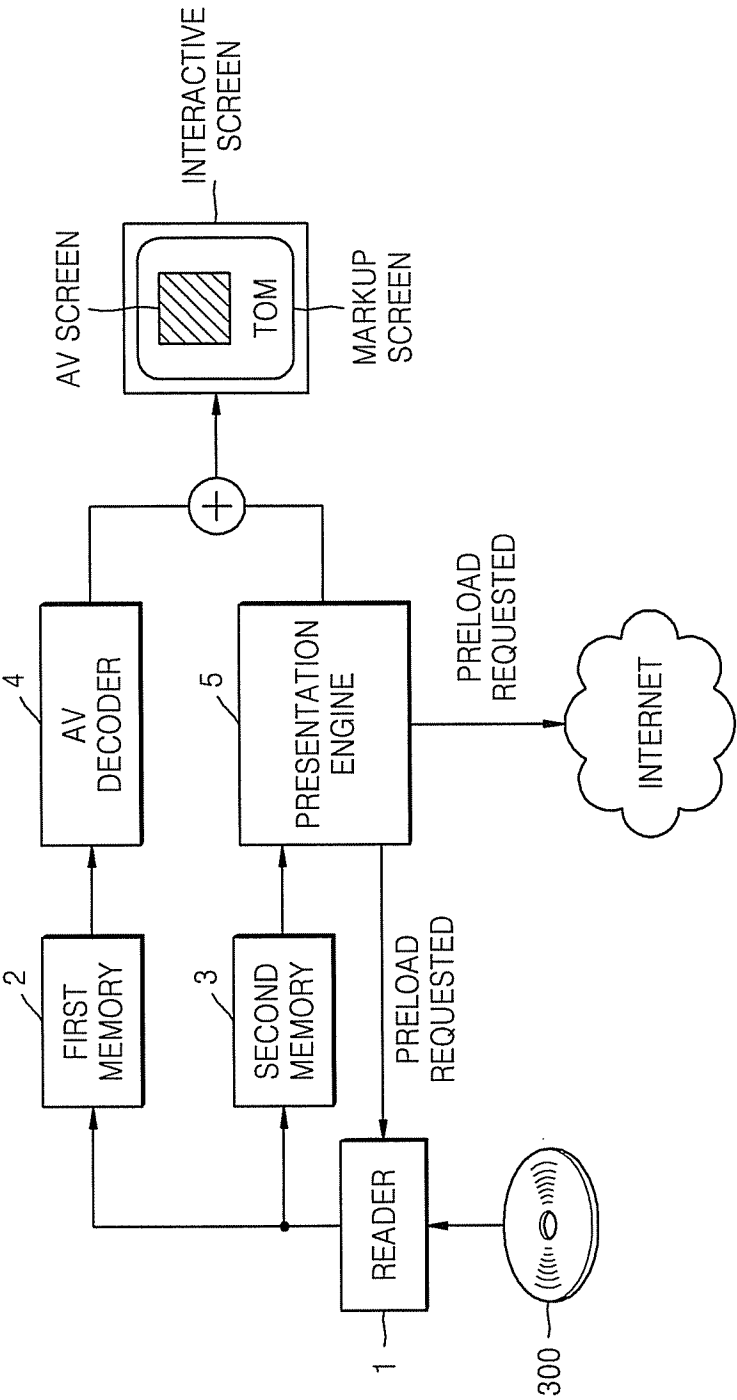 300
1
READER
2
FIRST
MEMORY
3
SECOND
MEMORY
PRELOAD
REQUESTED
4
AV
DECODER
5
PRESENTATION
ENGINE
PRELOAD
REQUESTED
INTERNET
AV SCREEN
TOM
MARKUP
SCREEN
INTERACTIVE
SCREEN